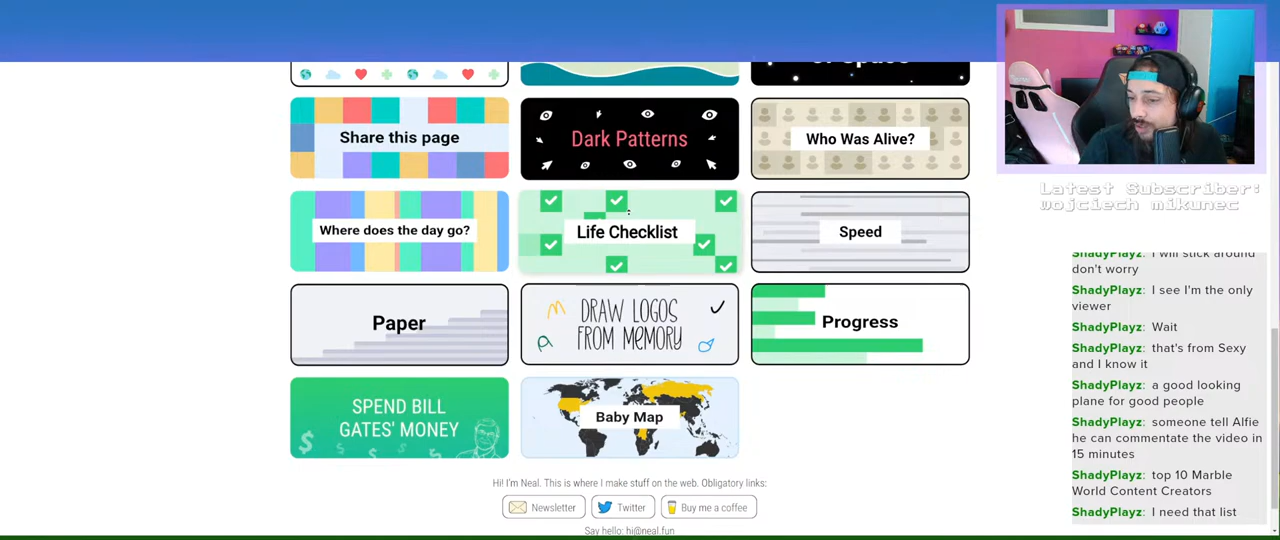 of Space
Share this page
Dark Patterns
Who Was Alive?
Where does the day go?
Life Checklist
Speed
Paper
DRAW LOGOS
FROM MEMORY
Progress
SPEND BILL
GATES' MONEY
Baby Map
Hi! I'm Neal. This is where I make stuff on the web. Obligatory links:
Newsletter
Twitter
Buy me a coffee
Say hello: hi@neal.fun
Latest Subscriber:
wojciech mikunec
ShadyPlayz: I will stick around
don't worry
ShadyPlayz: I see I'm the only
viewer
ShadyPlayz: Wait
ShadyPlayz: that's from Sexy
and I know it
ShadyPlayz: a good looking
plane for good people
ShadyPlayz: someone tell Alfie
he can commentate the video in
15 minutes
ShadyPlayz: top 10 Marble
World Content Creators
ShadyPlayz: I need that list